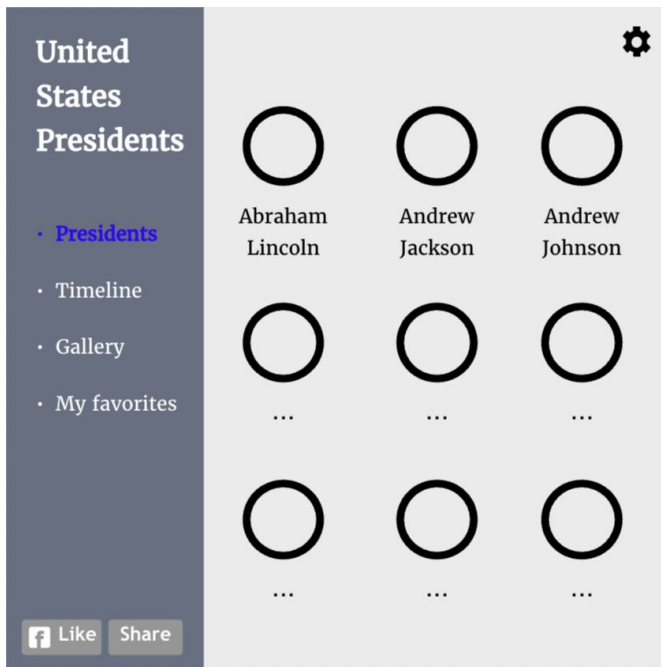 United
States
Presidents
· Presidents
· Timeline
· Gallery
· My favorites
f Like Share
Abraham
Lincoln
Andrew
Jackson
Andrew
Johnson
... ... ...
... ... ...